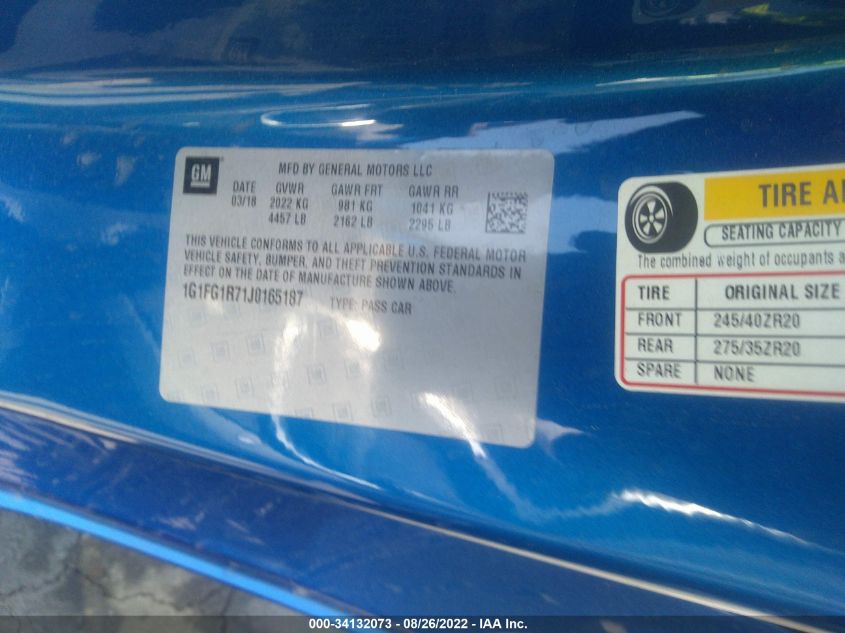 GM
MFD BY GENERAL MOTORS LLC
DATE GVWR GAWR FRT GAWR RR
03/18 2022 KG 981 KG 1041 KG
4457 LB 2162 LB 2295 LB
THIS VEHICLE CONFORMS TO ALL APPLICABLE U.S. FEDERAL MOTOR
VEHICLE SAFETY, BUMPER, AND THEFT PREVENTION STANDARDS IN
EFFECT ON THE DATE OF MANUFACTURE SHOWN ABOVE.
1G1FG1R71J0165187 TYPE: PASS CAR
TIRE
SEATING CAPACITY
The combined weight of occupants
TIRE ORIGINAL SIZE
FRONT 245/40ZR20
REAR 275/35ZR20
SPARE NONE
000-34132073 - 08/26/2022 - IAA Inc.